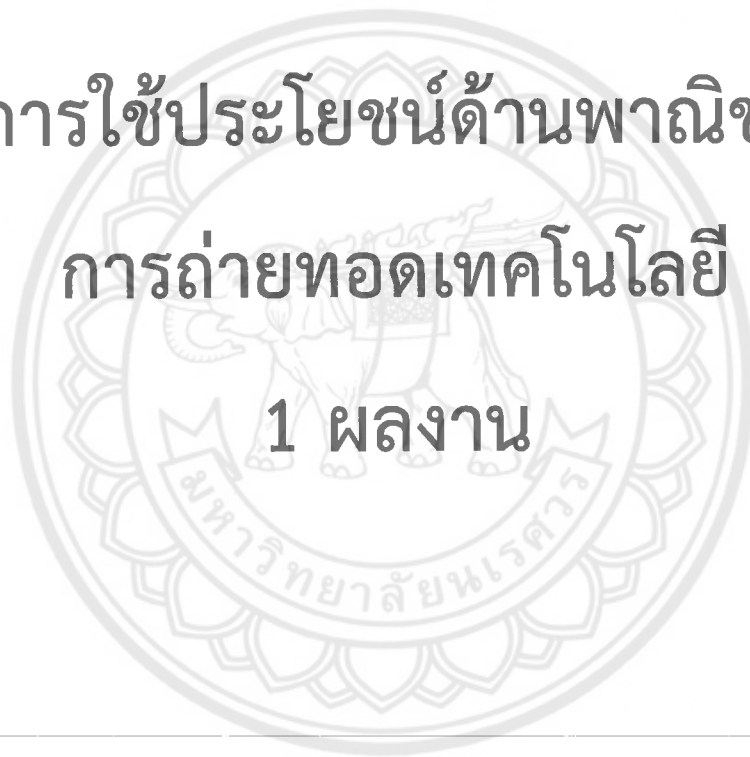 การใช้ประโยชน์ด้านพาณิช
การถ่ายทอดเทคโนโลยี
1 ผลงาน
มหาวิทยาลัยนเรศวร